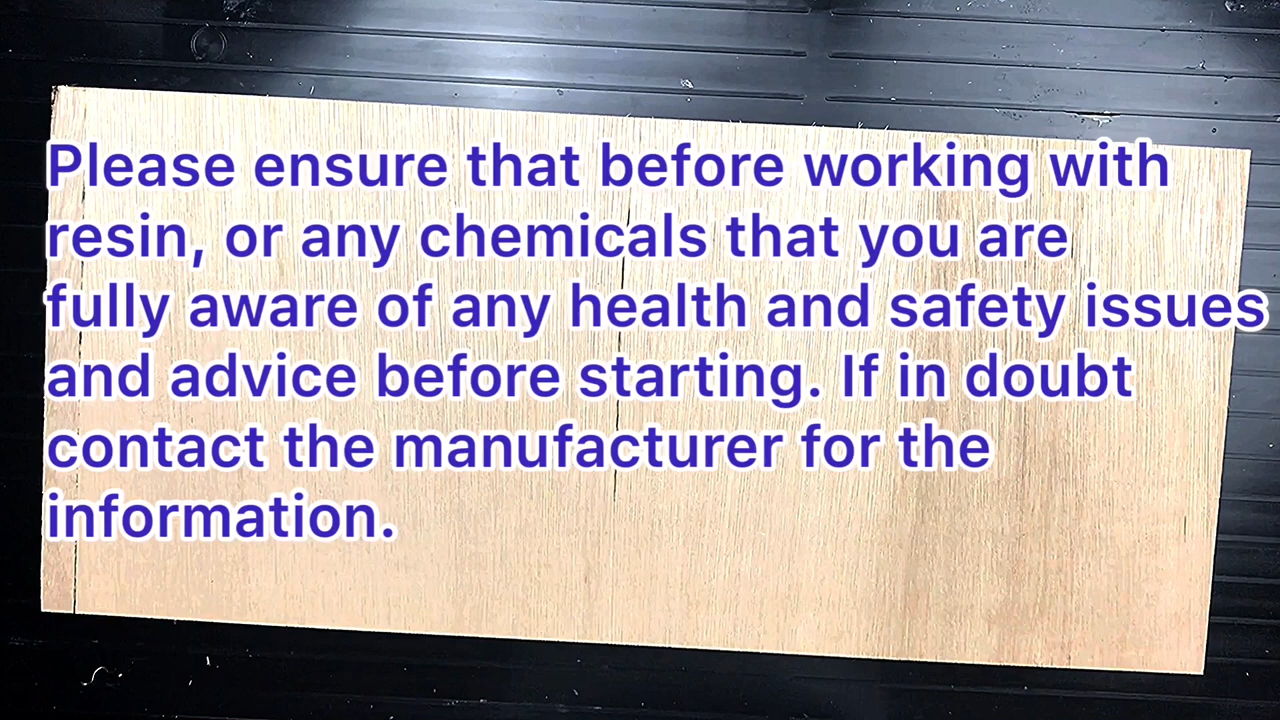 Please ensure that before working with
resin, or any chemicals that you are
fully aware of any health and safety issues
and advice before starting. If in doubt
contact the manufacturer for the
information.